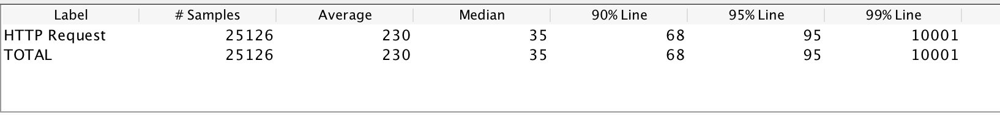 Label # Samples Average Median 90% Line 95% Line 99% Line
HTTP Request 25126 230 35 68 95 10001
TOTAL 25126 230 35 68 95 10001